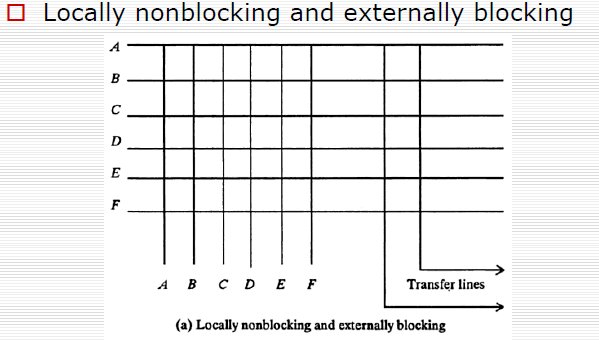 Locally nonblocking and externally blocking
A
B
C
D
E
F
A B C D E F
Transfer lines
(a) Locally nonblocking and externally blocking